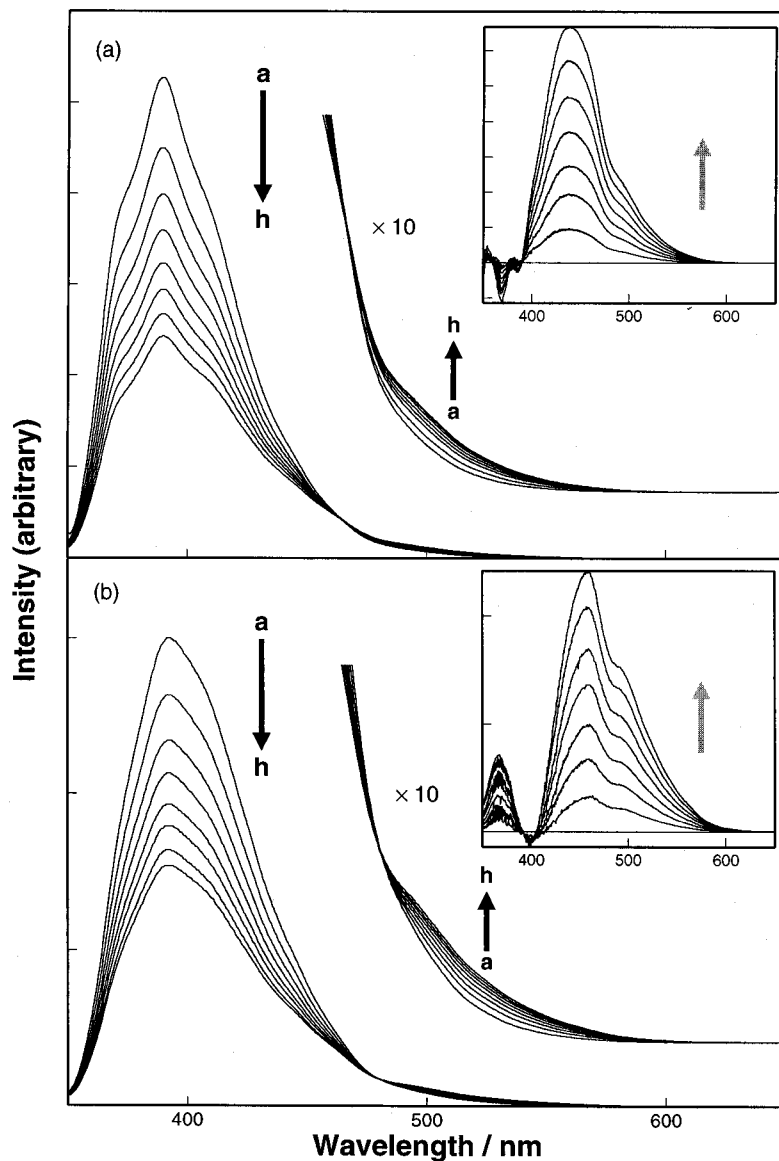 (a)
a
h
× 10
h
a
400
500
600
(b)
a
h
× 10
h
a
400
500
600
400
500
600
Intensity (arbitrary)
Wavelength / nm